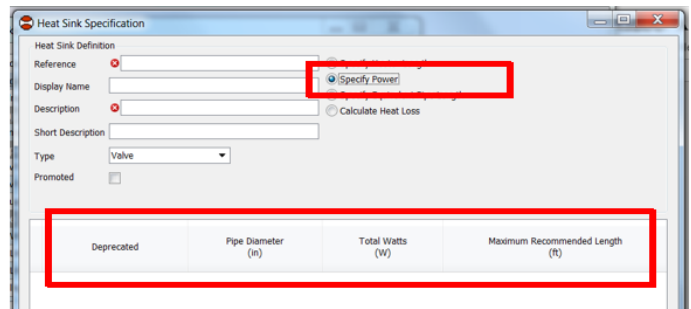 Heat Sink Specification
Heat Sink Definition
Reference
Display Name
Specify Power
Description
Calculate Heat Loss
Short Description
Type Valve
Promoted
Deprecated
Pipe Diameter
(in)
Total Watts
(W)
Maximum Recommended Length
(ft)